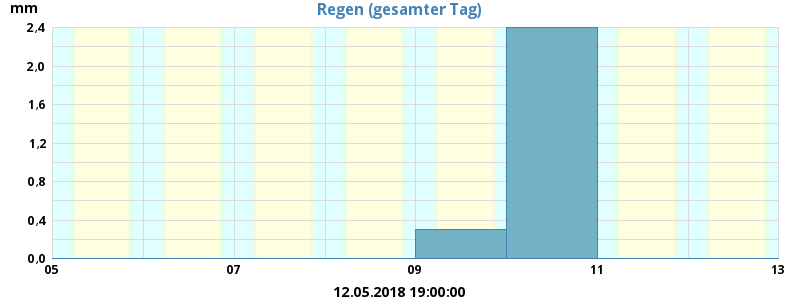 Regen (gesamter Tag)
mm
2,4
2,0
1,6
1,2
0,8
0,4
0,0
05 07 09 11 13
12.05.2018 19:00:00